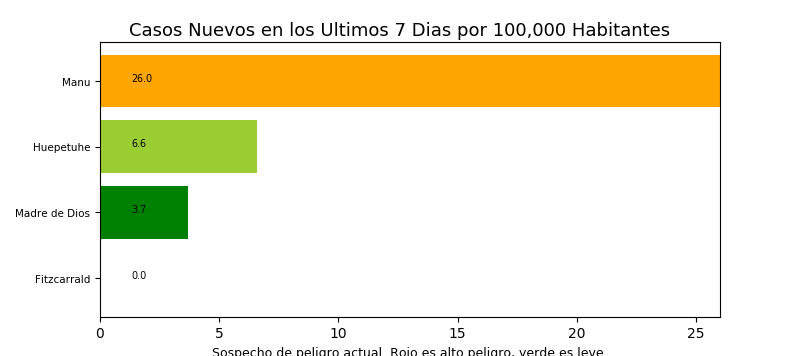 Casos Nuevos en los Ultimos 7 Dias por 100,000 Habitantes
Manu 26.0
Huepetuhe 6.6
Madre de Dios 3.7
Fitzcarrald 0.0
0 5 10 15 20 25
Sospecho de peligro actual. Rojo es alto peligro, verde es leve